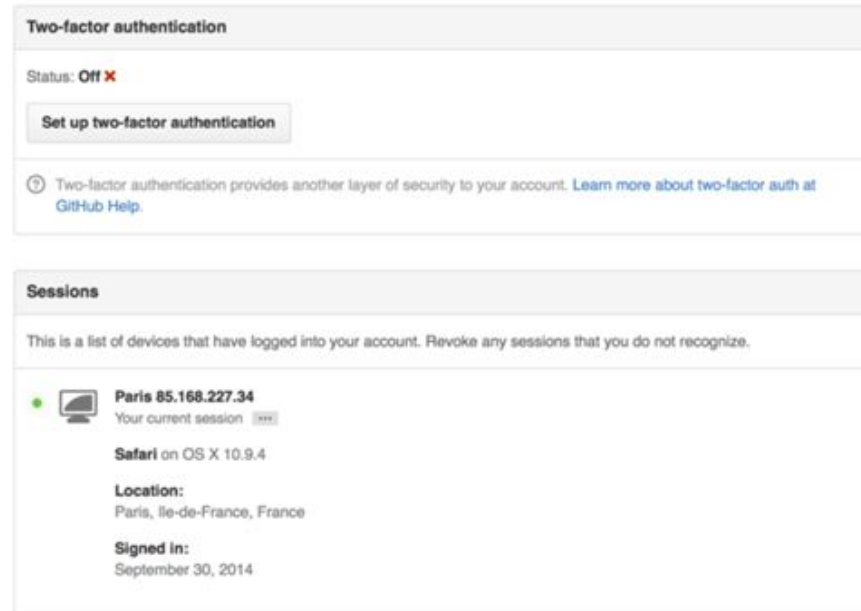 Two-factor authentication
Status: Off ✖
Set up two-factor authentication
Two-factor authentication provides another layer of security to your account. Learn more about two-factor auth at
GitHub Help.
Sessions
This is a list of devices that have logged into your account. Revoke any sessions that you do not recognize.
Paris 85.168.227.34
Your current session ···
Safari on OS X 10.9.4
Location:
Paris, Ile-de-France, France
Signed in:
September 30, 2014